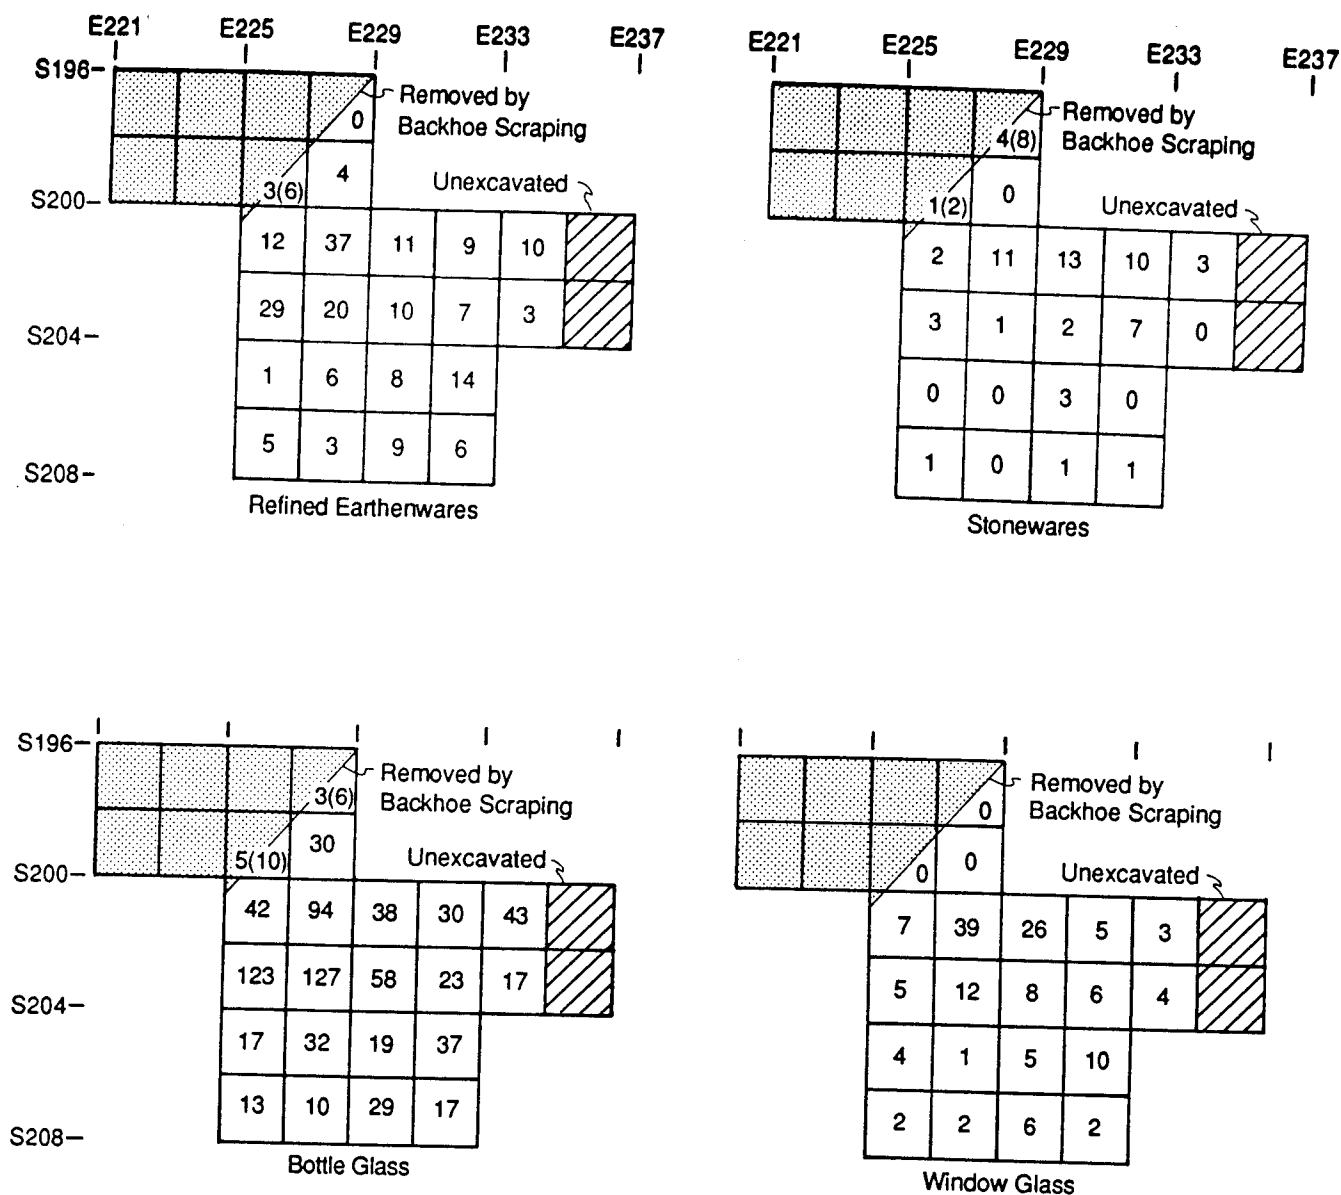 E221 E225 E229 E233 E237
S196
Removed by
Backhoe Scraping
0
4
Unexcavated
3(6)
S200
12 37 11 9 10
29 20 10 7 3
S204
1 6 8 14
5 3 9 6
S208
Refined Earthenwares
E221 E225 E229 E233 E237
Removed by
Backhoe Scraping
4(8)
0
Unexcavated
1(2)
2 11 13 10 3
3 1 2 7 0
0 0 3 0
1 0 1 1
Stonewares
S196
Removed by
Backhoe Scraping
3(6)
30
Unexcavated
5(10)
S200
42 94 38 30 43
123 127 58 23 17
S204
17 32 19 37
13 10 29 17
S208
Bottle Glass
Removed by
Backhoe Scraping
0
0
Unexcavated
0
7 39 26 5 3
5 12 8 6 4
4 1 5 10
2 2 6 2
Window Glass